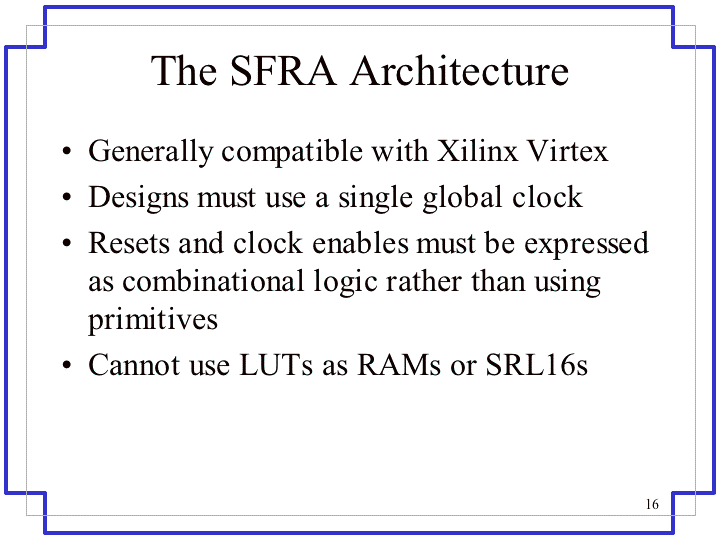 The SFRA Architecture
• Generally compatible with Xilinx Virtex
• Designs must use a single global clock
• Resets and clock enables must be expressed
as combinational logic rather than using
primitives
• Cannot use LUTs as RAMs or SRL16s
16